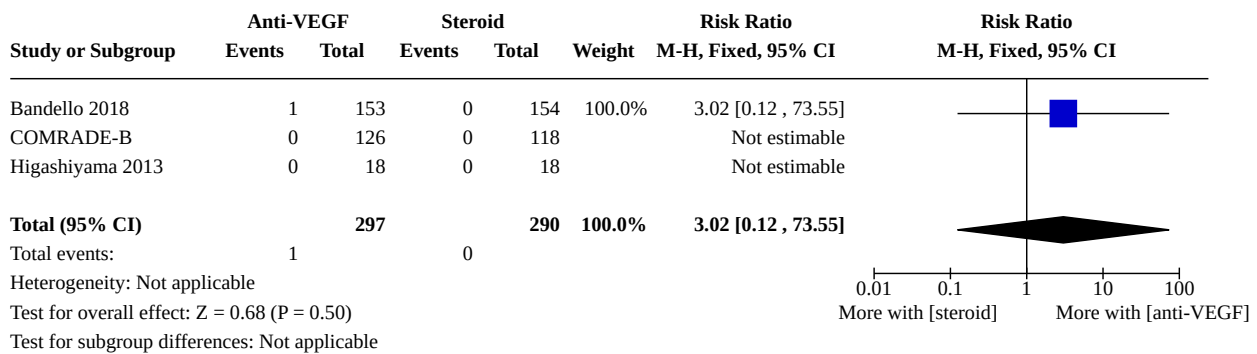 Anti-VEGF Steroid Risk Ratio Risk Ratio
Study or Subgroup Events Total Events Total Weight M-H, Fixed, 95% CI M-H, Fixed, 95% CI
Bandello 2018 1 153 0 154 100.0% 3.02 [0.12 , 73.55]
COMRADE-B 0 126 0 118 Not estimable
Higashiyama 2013 0 18 0 18 Not estimable
Total (95% CI) 297 290 100.0% 3.02 [0.12 , 73.55]
Total events: 1 0
Heterogeneity: Not applicable
0.01 0.1 1 10 100
Test for overall effect: Z = 0.68 (P = 0.50)
More with [steroid] More with [anti-VEGF]
Test for subgroup differences: Not applicable